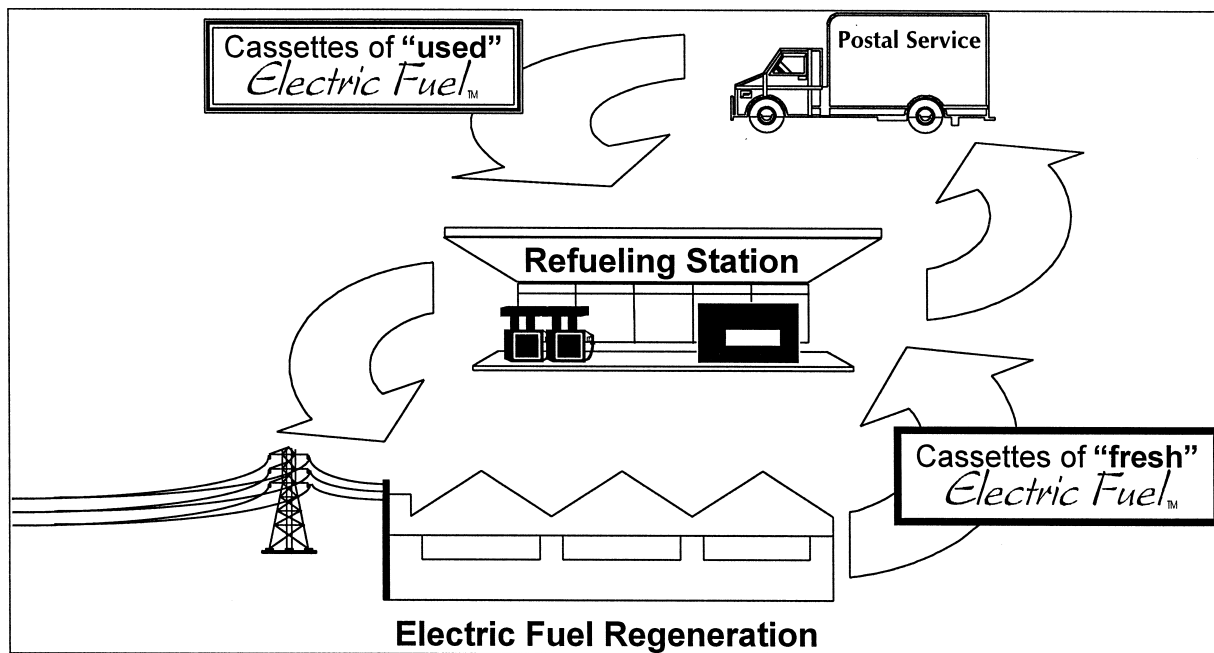 Cassettes of “used”
Electric Fuel™
Postal Service
Refueling Station
Cassettes of “fresh”
Electric Fuel™
Electric Fuel Regeneration